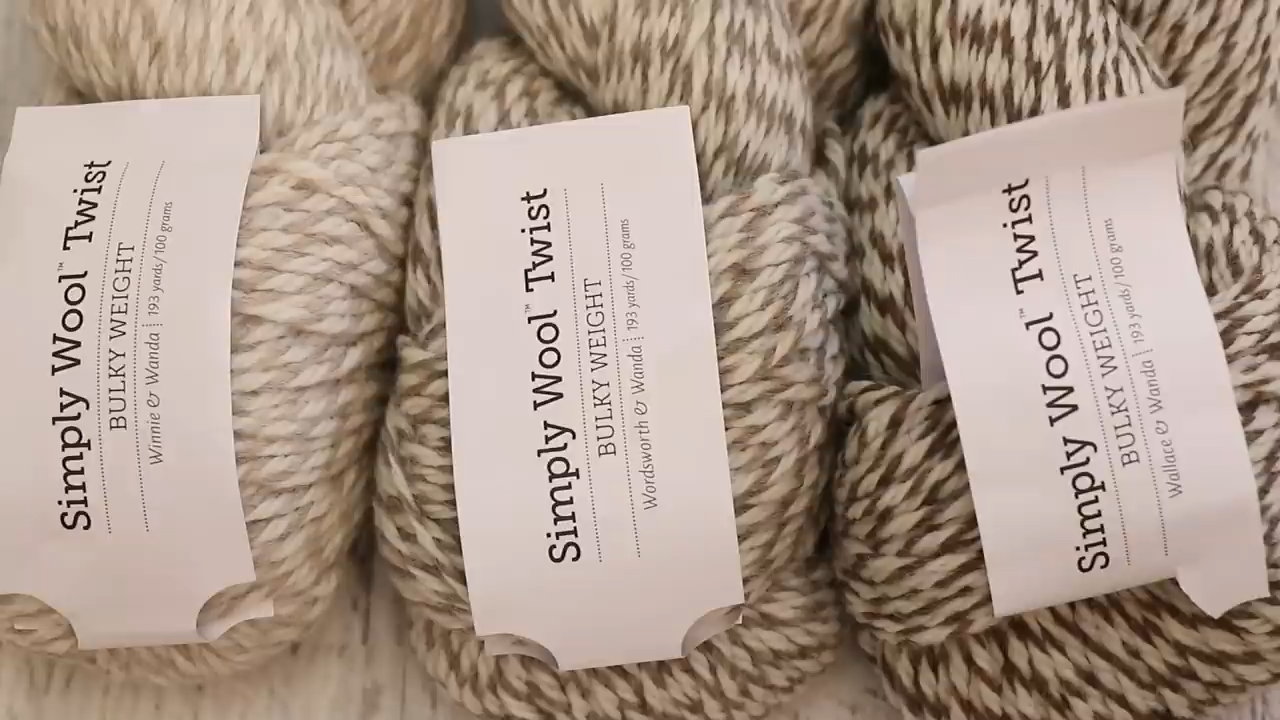 Simply Wool™ Twist
BULKY WEIGHT
Winnie & Wanda | 193 yards/100 grams
Simply Wool™ Twist
BULKY WEIGHT
Wordsworth & Wanda | 193 yards/100 grams
Simply Wool™ Twist
BULKY WEIGHT
Wallace & Wanda | 193 yards/100 grams